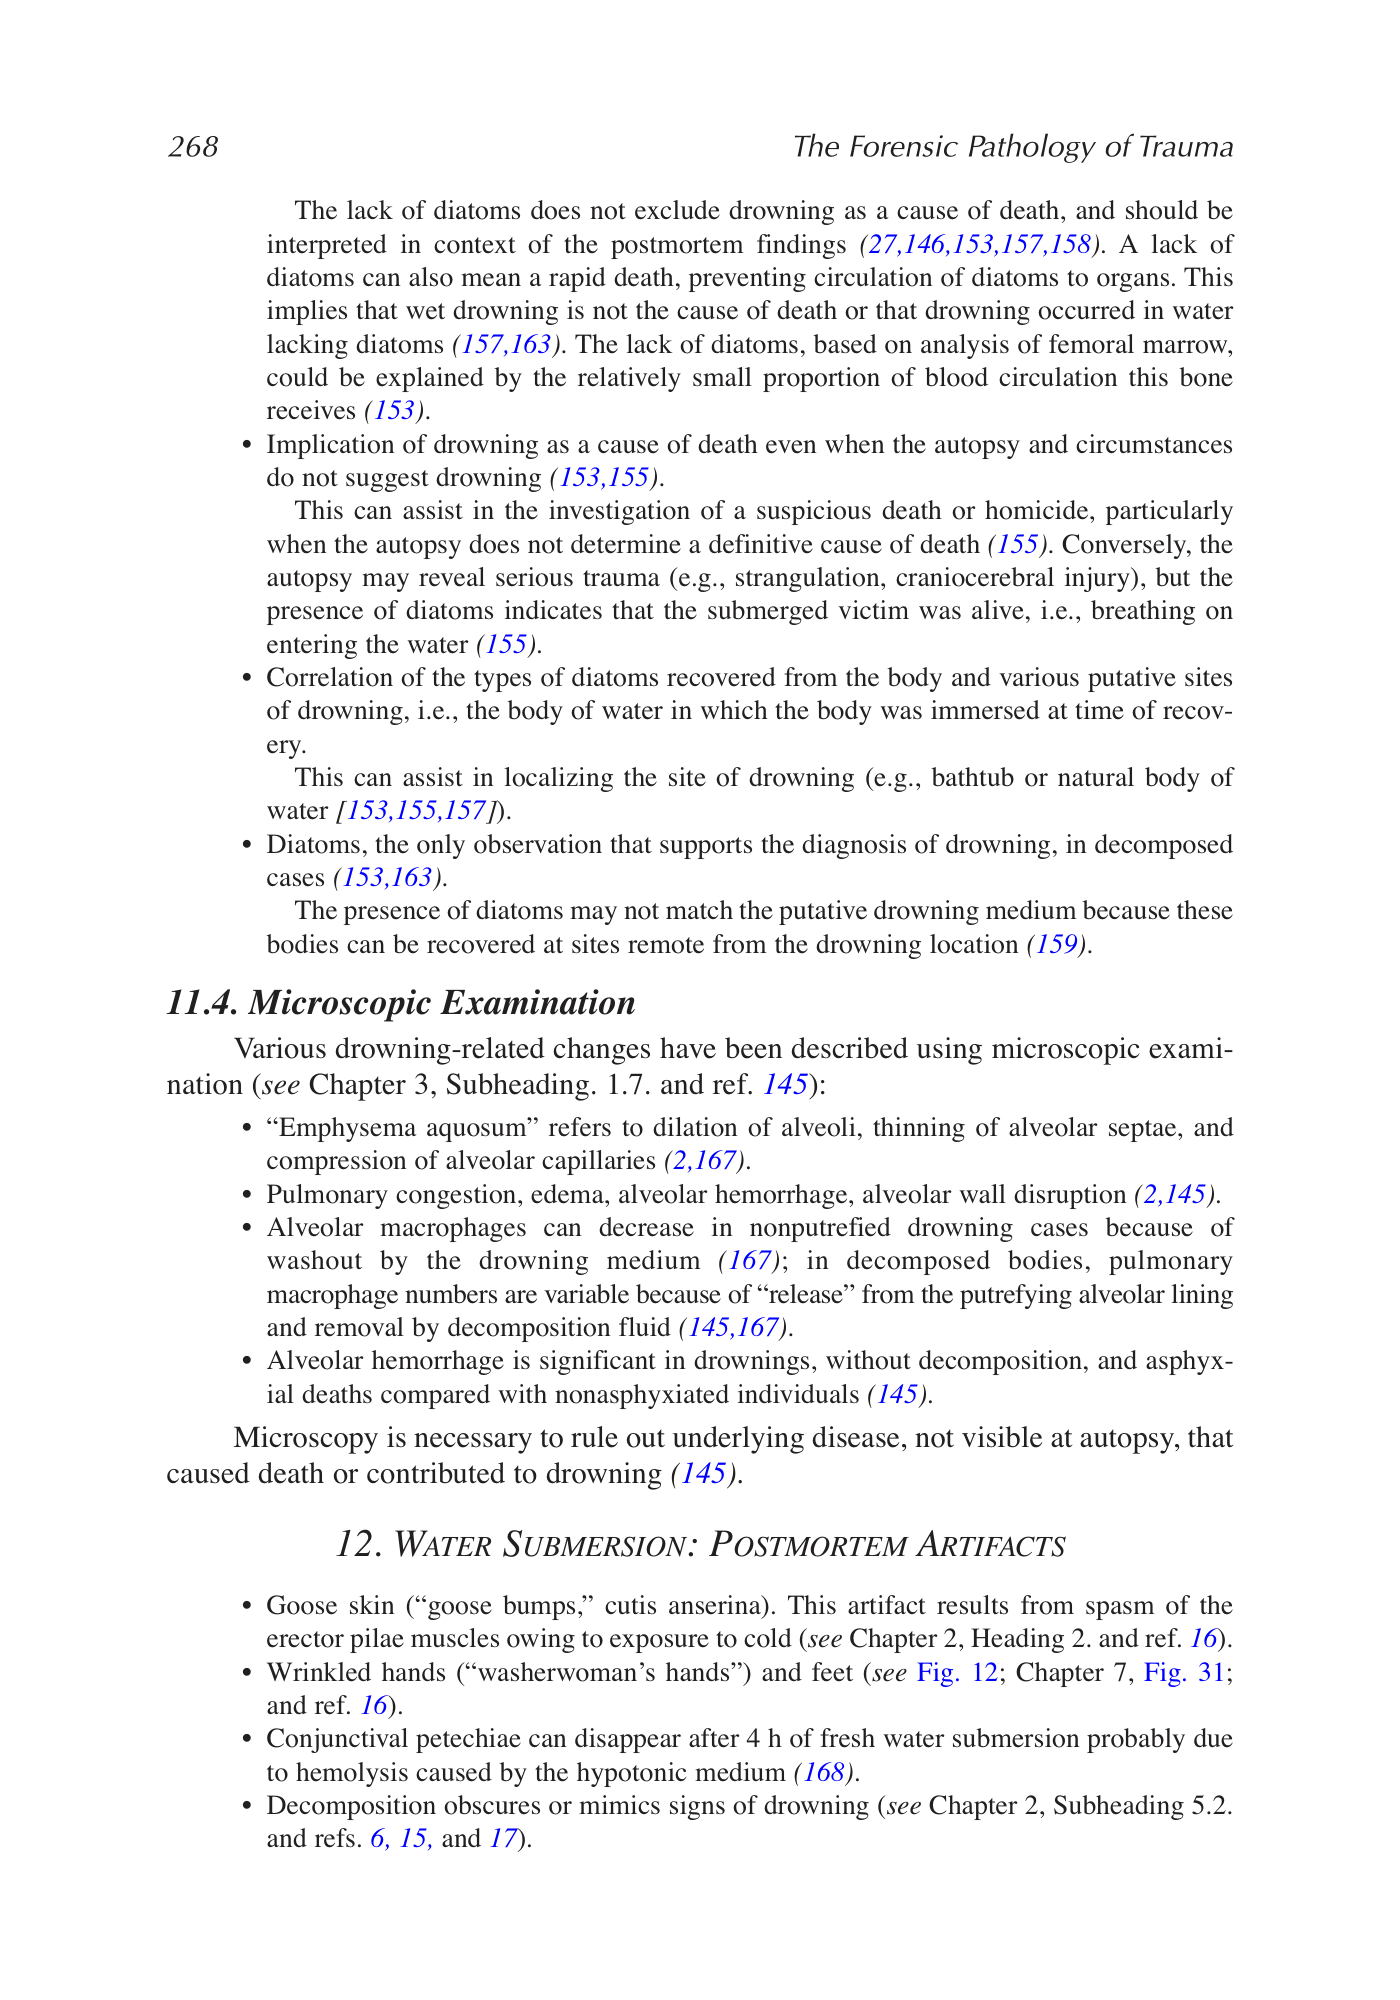 268
The Forensic Pathology of Trauma
The lack of diatoms does not exclude drowning as a cause of death, and should be
interpreted in context of the postmortem findings (27,146,153,157,158). A lack of
diatoms can also mean a rapid death, preventing circulation of diatoms to organs. This
implies that wet drowning is not the cause of death or that drowning occurred in water
lacking diatoms (157,163). The lack of diatoms, based on analysis of femoral marrow,
could be explained by the relatively small proportion of blood circulation this bone
receives (153).
• Implication of drowning as a cause of death even when the autopsy and circumstances
do not suggest drowning (153,155).
This can assist in the investigation of a suspicious death or homicide, particularly
when the autopsy does not determine a definitive cause of death (155). Conversely, the
autopsy may reveal serious trauma (e.g., strangulation, craniocerebral injury), but the
presence of diatoms indicates that the submerged victim was alive, i.e., breathing on
entering the water (155).
• Correlation of the types of diatoms recovered from the body and various putative sites
of drowning, i.e., the body of water in which the body was immersed at time of recov-
ery.
This can assist in localizing the site of drowning (e.g., bathtub or natural body of
water [153,155,157]).
• Diatoms, the only observation that supports the diagnosis of drowning, in decomposed
cases (153,163).
The presence of diatoms may not match the putative drowning medium because these
bodies can be recovered at sites remote from the drowning location (159).
11.4. Microscopic Examination
Various drowning-related changes have been described using microscopic exami-
nation (see Chapter 3, Subheading. 1.7. and ref. 145):
• “Emphysema aquosum” refers to dilation of alveoli, thinning of alveolar septae, and
compression of alveolar capillaries (2,167).
• Pulmonary congestion, edema, alveolar hemorrhage, alveolar wall disruption (2,145).
• Alveolar macrophages can decrease in nonputrefied drowning cases because of
washout by the drowning medium (167); in decomposed bodies, pulmonary
macrophage numbers are variable because of “release” from the putrefying alveolar lining
and removal by decomposition fluid (145,167).
• Alveolar hemorrhage is significant in drownings, without decomposition, and asphyx-
ial deaths compared with nonasphyxiated individuals (145).
Microscopy is necessary to rule out underlying disease, not visible at autopsy, that
caused death or contributed to drowning (145).
12. Water Submersion: Postmortem Artifacts
• Goose skin (“goose bumps,” cutis anserina). This artifact results from spasm of the
erector pilae muscles owing to exposure to cold (see Chapter 2, Heading 2. and ref. 16).
• Wrinkled hands (“washerwoman’s hands”) and feet (see Fig. 12; Chapter 7, Fig. 31;
and ref. 16).
• Conjunctival petechiae can disappear after 4 h of fresh water submersion probably due
to hemolysis caused by the hypotonic medium (168).
• Decomposition obscures or mimics signs of drowning (see Chapter 2, Subheading 5.2.
and refs. 6, 15, and 17).